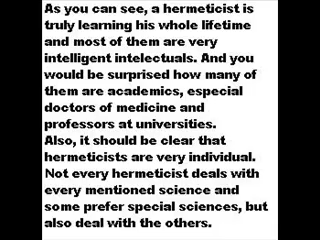 As you can see, a hermeticist is
truly learning his whole lifetime
and most of them are very
intelligent intelectuals. And you
would be surprised how many of
them are academics, especial
doctors of medicine and
professors at universities.
Also, it should be clear that
hermeticists are very individual.
Not every hermeticist deals with
every mentioned science and
some prefer special sciences, but
also deal with the others.